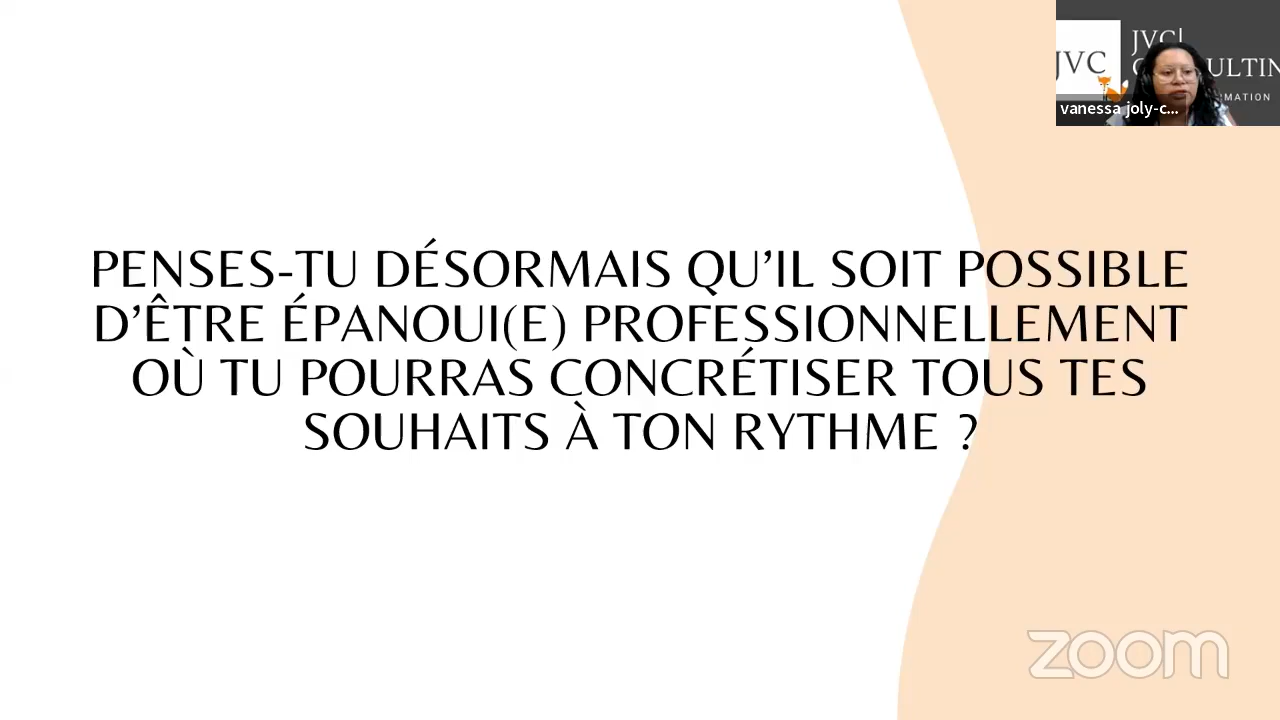 JVC
JVC|
vanessa joly-c...
PENSES-TU DÉSORMAIS QU’IL SOIT POSSIBLE
D’ÊTRE ÉPANOUI(E) PROFESSIONNELLEMENT
OÙ TU POURRAS CONCRÉTISER TOUS TES
SOUHAITS À TON RYTHME ?
zoom